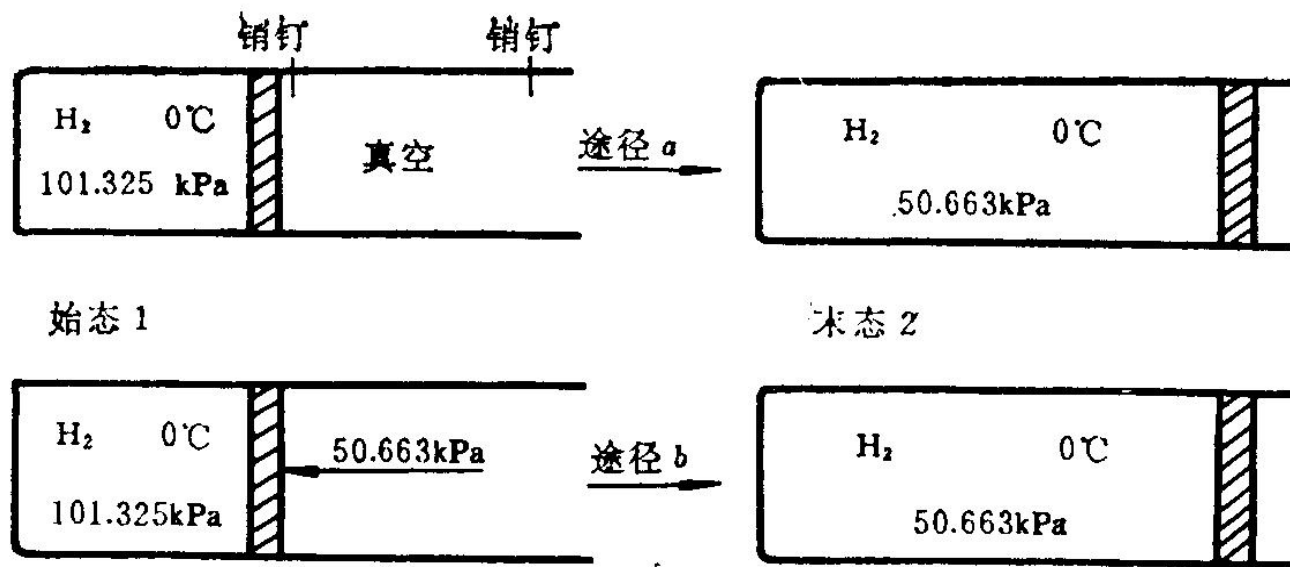 销钉 销钉
H₂ 0℃
101.325 kPa
真空
途径 a
H₂ 0℃
50.663kPa
始态 1
末态 2
H₂ 0℃
101.325kPa
50.663kPa
途径 b
H₂ 0℃
50.663kPa